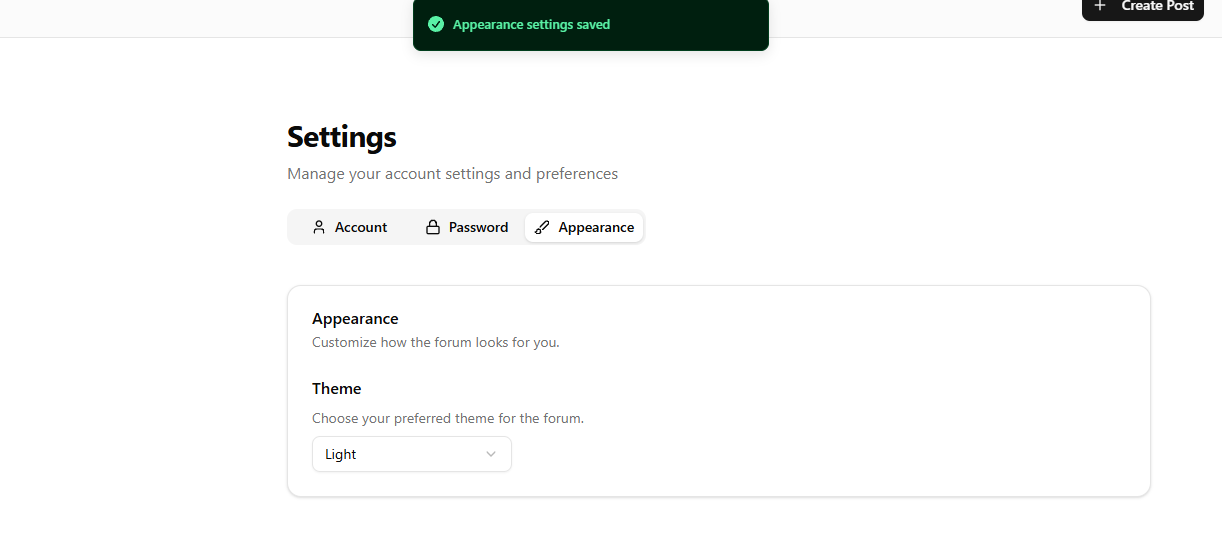 Appearance settings saved
Create Post
Settings
Manage your account settings and preferences
Account Password Appearance
Appearance
Customize how the forum looks for you.
Theme
Choose your preferred theme for the forum.
Light